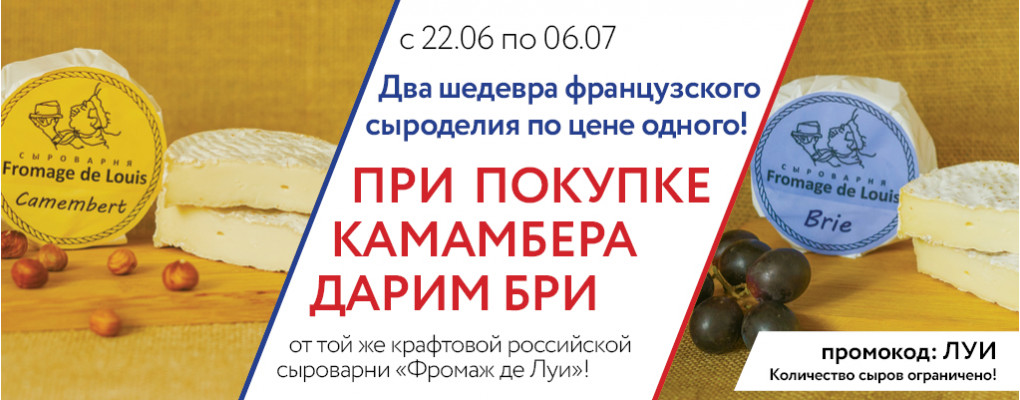 с 22.06 по 06.07
Два шедевра французского
сыроделия по цене одного!
ПРИ ПОКУПКЕ
КАМАМБЕРА
ДАРИМ БРИ
от той же крафтовой российской
сыроварни «Фромаж де Луи»!
СЫРОВАРНЯ
Fromage de Louis
Camembert
СЫРОВАРНЯ
Fromage de Louis
Brie
промокод: ЛУИ
Количество сыров ограничено!